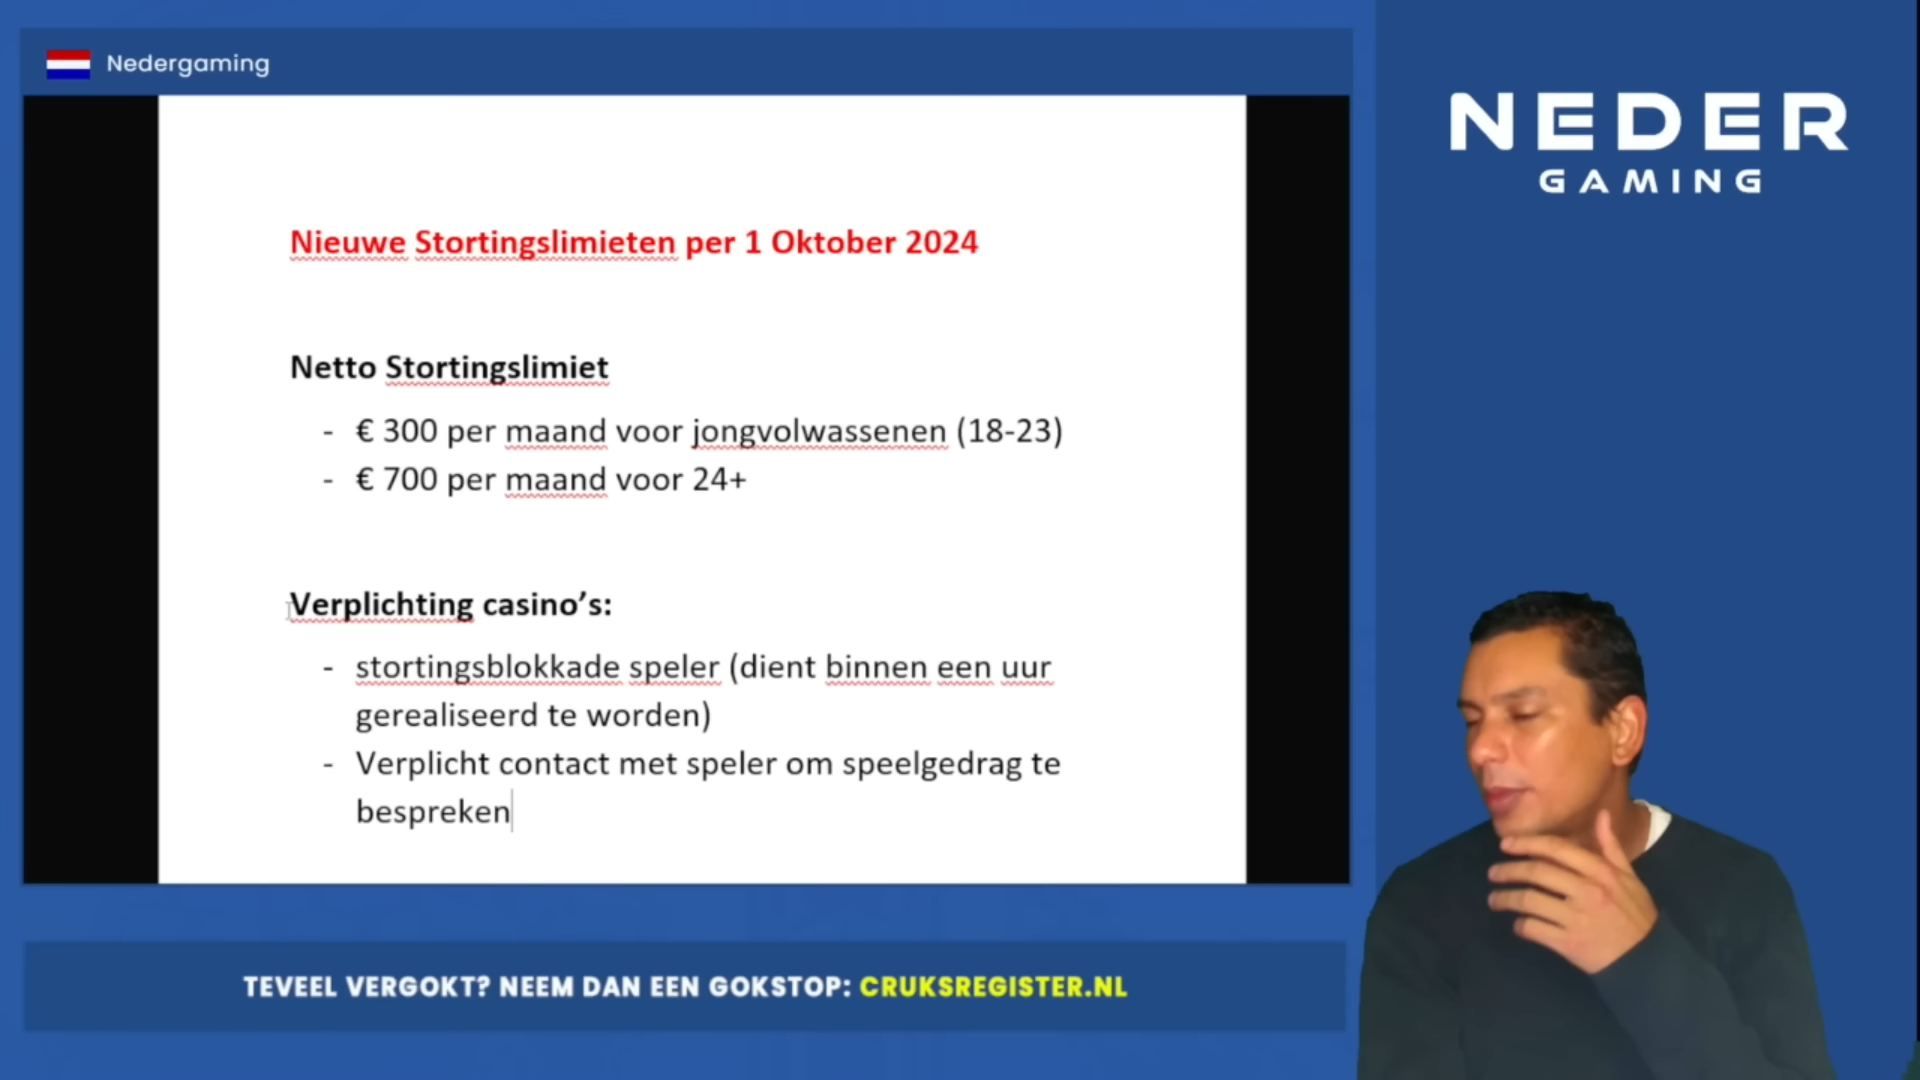 Nedergaming
NEDER
GAMING
Nieuwe Stortingslimieten per 1 Oktober 2024
Netto Stortingslimiet
- € 300 per maand voor jongvolwassenen (18-23)
- € 700 per maand voor 24+
Verplichting casino’s:
- stortingsblokkade speler (dient binnen een uur
gerealiseerd te worden)
- Verplicht contact met speler om speelgedrag te
bespreken
TEVEEL VERGOKT? NEEM DAN EEN GOKSTOP: CRUKSREGISTER.NL